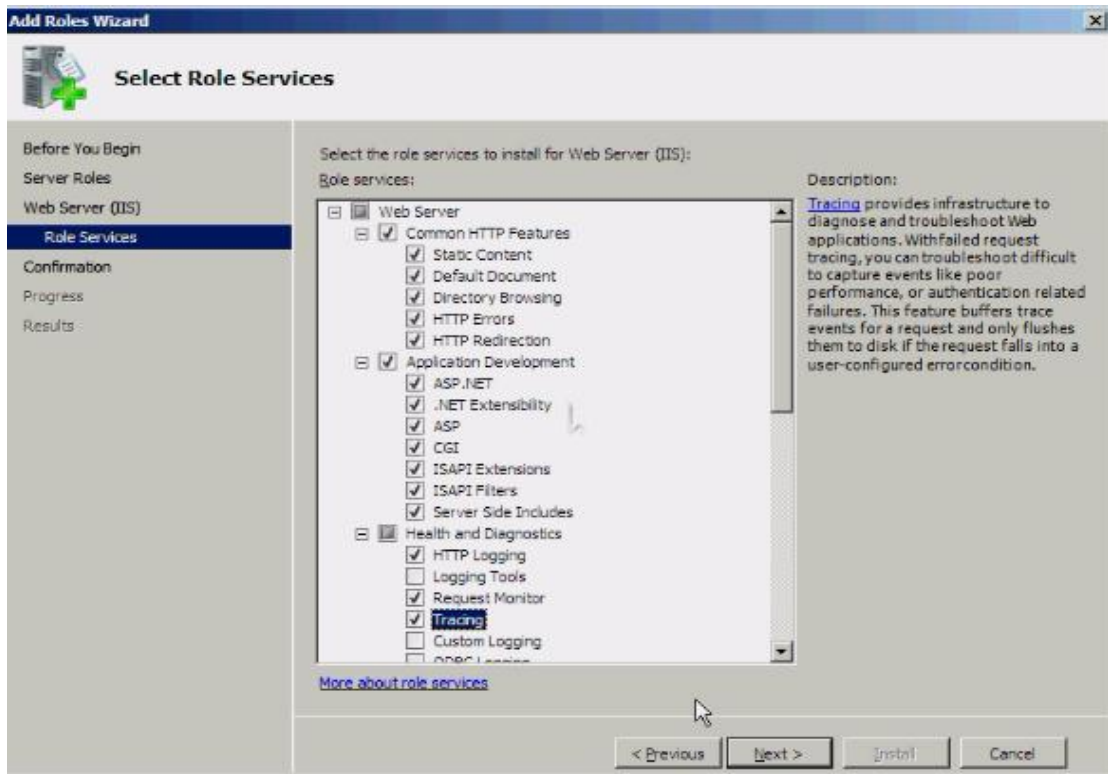 Add Roles Wizard
Select Role Services
Before You Begin
Server Roles
Web Server (IIS)
Role Services
Confirmation
Progress
Results
Select the role services to install for Web Server (IIS):
Role services:
Web Server
Common HTTP Features
Static Content
Default Document
Directory Browsing
HTTP Errors
HTTP Redirection
Application Development
ASP.NET
.NET Extensibility
ASP
CGI
ISAPI Extensions
ISAPI Filters
Server Side Includes
Health and Diagnostics
HTTP Logging
Logging Tools
Request Monitor
Tracing
Custom Logging
More about role services
Description:
Tracing provides infrastructure to
diagnose and troubleshoot Web
applications. Withfailed request
tracing, you can troubleshoot difficult
to capture events like poor
performance, or authentication related
failures. This feature buffers trace
events for a request and only flushes
them to disk if the request falls into a
user-configured errorcondition.
< Previous
Next >
Install
Cancel